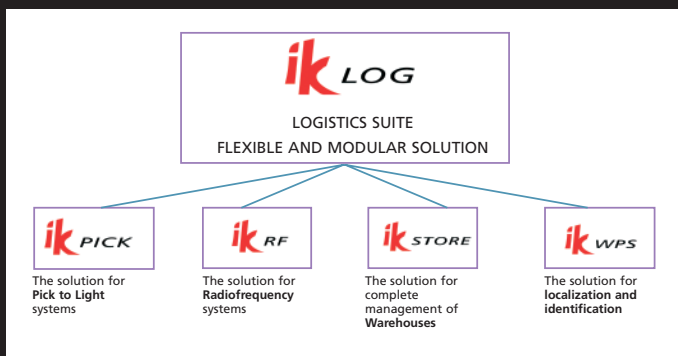 ik LOG
LOGISTICS SUITE
FLEXIBLE AND MODULAR SOLUTION
ik PICK
The solution for
Pick to Light
systems
ik RF
The solution for
Radiofrequency
systems
ik STORE
The solution for
complete
management of
Warehouses
ik WPS
The solution for
localization and
identification